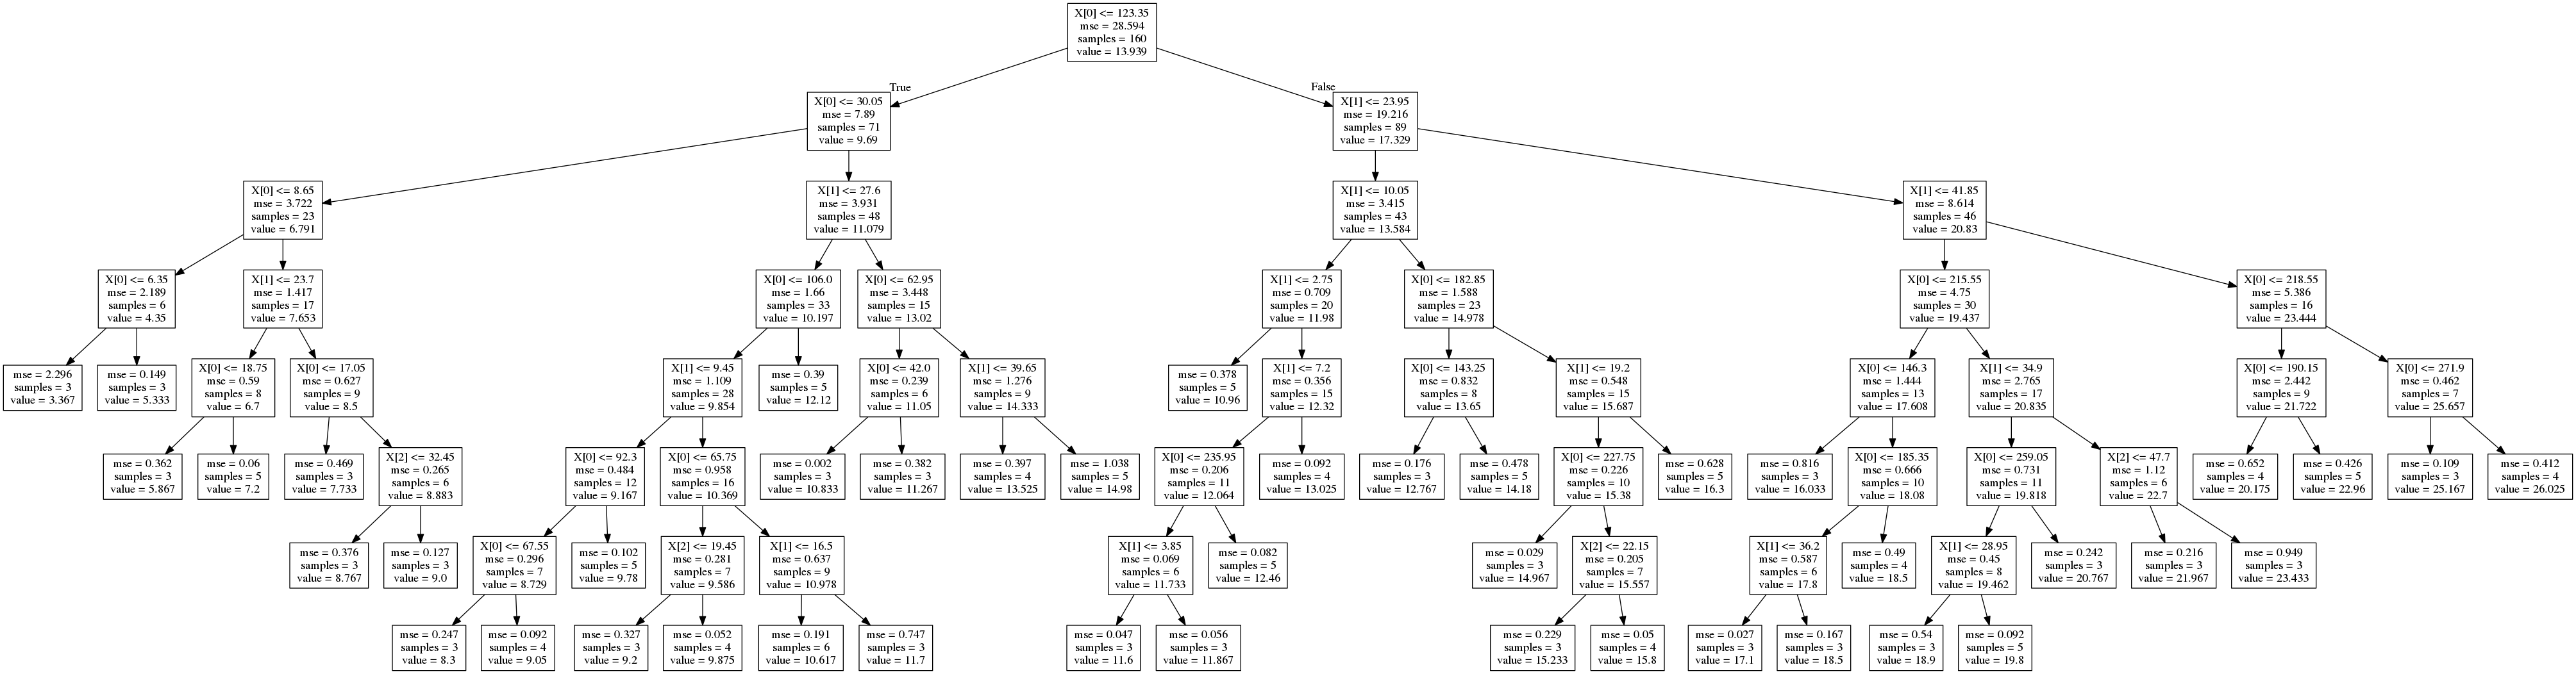 X[0] <= 123.35
mse = 28.594
samples = 160
value = 13.939
True
False
X[0] <= 30.05
mse = 7.89
samples = 71
value = 9.69
X[1] <= 23.95
mse = 19.216
samples = 89
value = 17.329
X[0] <= 8.65
mse = 3.722
samples = 23
value = 6.791
X[1] <= 27.6
mse = 3.931
samples = 48
value = 11.079
X[1] <= 10.05
mse = 3.415
samples = 43
value = 13.584
X[1] <= 41.85
mse = 8.614
samples = 46
value = 20.83
X[0] <= 6.35
mse = 2.189
samples = 6
value = 4.35
X[1] <= 23.7
mse = 1.417
samples = 17
value = 7.653
X[0] <= 106.0
mse = 1.66
samples = 33
value = 10.197
X[0] <= 62.95
mse = 3.448
samples = 15
value = 13.02
X[1] <= 2.75
mse = 0.709
samples = 20
value = 11.98
X[0] <= 182.85
mse = 1.588
samples = 23
value = 14.978
X[0] <= 215.55
mse = 4.75
samples = 30
value = 19.437
X[0] <= 218.55
mse = 5.386
samples = 16
value = 23.444
mse = 2.296
samples = 3
value = 3.367
mse = 0.149
samples = 3
value = 5.333
X[0] <= 18.75
mse = 0.59
samples = 8
value = 6.7
X[0] <= 17.05
mse = 0.627
samples = 9
value = 8.5
X[1] <= 9.45
mse = 1.109
samples = 28
value = 9.854
mse = 0.39
samples = 5
value = 12.12
X[0] <= 42.0
mse = 0.239
samples = 6
value = 11.05
X[1] <= 39.65
mse = 1.276
samples = 9
value = 14.333
mse = 0.378
samples = 5
value = 10.96
X[1] <= 7.2
mse = 0.356
samples = 15
value = 12.32
X[0] <= 143.25
mse = 0.832
samples = 8
value = 13.65
X[1] <= 19.2
mse = 0.548
samples = 15
value = 15.687
X[0] <= 146.3
mse = 1.444
samples = 13
value = 17.608
X[1] <= 34.9
mse = 2.765
samples = 17
value = 20.835
X[0] <= 190.15
mse = 2.442
samples = 9
value = 21.722
X[0] <= 271.9
mse = 0.462
samples = 7
value = 25.657
mse = 0.362
samples = 3
value = 5.867
mse = 0.06
samples = 5
value = 7.2
mse = 0.469
samples = 3
value = 7.733
X[2] <= 32.45
mse = 0.265
samples = 6
value = 8.883
X[0] <= 92.3
mse = 0.484
samples = 12
value = 9.167
X[0] <= 65.75
mse = 0.958
samples = 16
value = 10.369
mse = 0.002
samples = 3
value = 10.833
mse = 0.382
samples = 3
value = 11.267
mse = 0.397
samples = 4
value = 13.525
mse = 1.038
samples = 5
value = 14.98
X[0] <= 235.95
mse = 0.206
samples = 11
value = 12.064
mse = 0.092
samples = 4
value = 13.025
mse = 0.176
samples = 3
value = 12.767
mse = 0.478
samples = 5
value = 14.18
X[0] <= 227.75
mse = 0.226
samples = 10
value = 15.38
mse = 0.628
samples = 5
value = 16.3
mse = 0.816
samples = 3
value = 16.033
X[0] <= 185.35
mse = 0.666
samples = 10
value = 18.08
X[0] <= 259.05
mse = 0.731
samples = 11
value = 19.818
X[2] <= 47.7
mse = 1.12
samples = 6
value = 22.7
mse = 0.652
samples = 4
value = 20.175
mse = 0.426
samples = 5
value = 22.96
mse = 0.109
samples = 3
value = 25.167
mse = 0.412
samples = 4
value = 26.025
mse = 0.376
samples = 3
value = 8.767
mse = 0.127
samples = 3
value = 9.0
X[0] <= 67.55
mse = 0.296
samples = 7
value = 8.729
mse = 0.102
samples = 5
value = 9.78
X[2] <= 19.45
mse = 0.281
samples = 7
value = 9.586
X[1] <= 16.5
mse = 0.637
samples = 9
value = 10.978
X[1] <= 3.85
mse = 0.069
samples = 6
value = 11.733
mse = 0.082
samples = 5
value = 12.46
mse = 0.029
samples = 3
value = 14.967
X[2] <= 22.15
mse = 0.205
samples = 7
value = 15.557
X[1] <= 36.2
mse = 0.587
samples = 6
value = 17.8
mse = 0.49
samples = 4
value = 18.5
X[1] <= 28.95
mse = 0.45
samples = 8
value = 19.462
mse = 0.242
samples = 3
value = 20.767
mse = 0.216
samples = 3
value = 21.967
mse = 0.949
samples = 3
value = 23.433
mse = 0.247
samples = 3
value = 8.3
mse = 0.092
samples = 4
value = 9.05
mse = 0.327
samples = 3
value = 9.2
mse = 0.052
samples = 4
value = 9.875
mse = 0.191
samples = 6
value = 10.617
mse = 0.747
samples = 3
value = 11.7
mse = 0.047
samples = 3
value = 11.6
mse = 0.056
samples = 3
value = 11.867
mse = 0.229
samples = 3
value = 15.233
mse = 0.05
samples = 4
value = 15.8
mse = 0.027
samples = 3
value = 17.1
mse = 0.167
samples = 3
value = 18.5
mse = 0.54
samples = 3
value = 18.9
mse = 0.092
samples = 5
value = 19.8